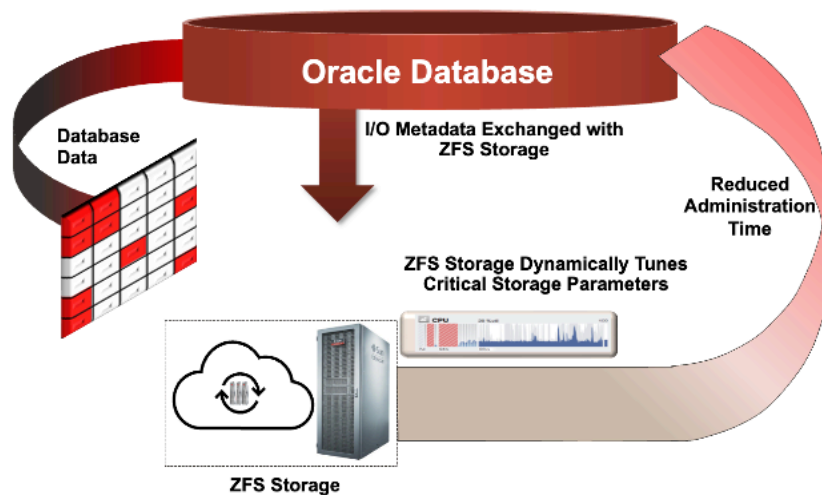 Oracle Database
I/O Metadata Exchanged with
ZFS Storage
Database
Data
Reduced
Administration
Time
ZFS Storage Dynamically Tunes
Critical Storage Parameters
CPU
ZFS Storage